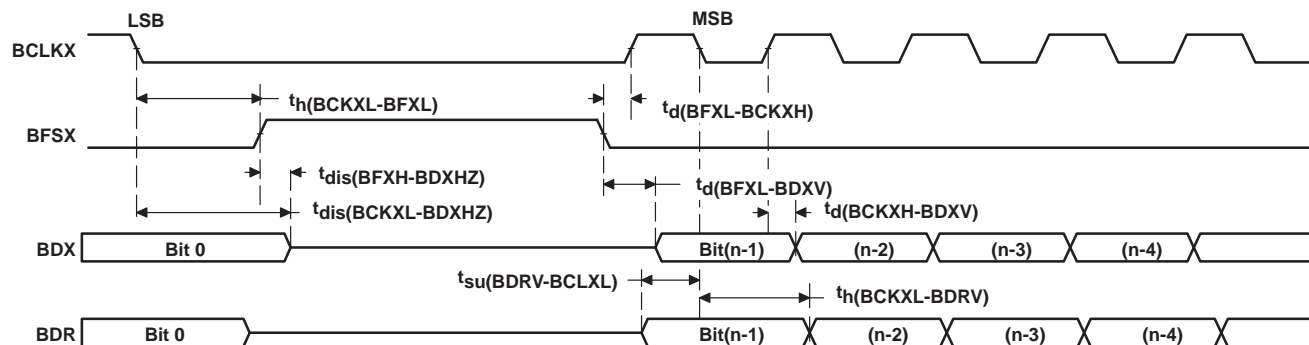 LSB MSB
BCLKX
th(BCKXL-BFXL) td(BFXL-BCKXH)
BFSX
tdis(BFXH-BDXHZ) td(BFXL-BDXV)
tdis(BCKXL-BDXHZ) td(BCKXH-BDXV)
BDX Bit 0 Bit(n-1) (n-2) (n-3) (n-4)
tsu(BDRV-BCLXL) th(BCKXL-BDRV)
BDR Bit 0 Bit(n-1) (n-2) (n-3) (n-4)